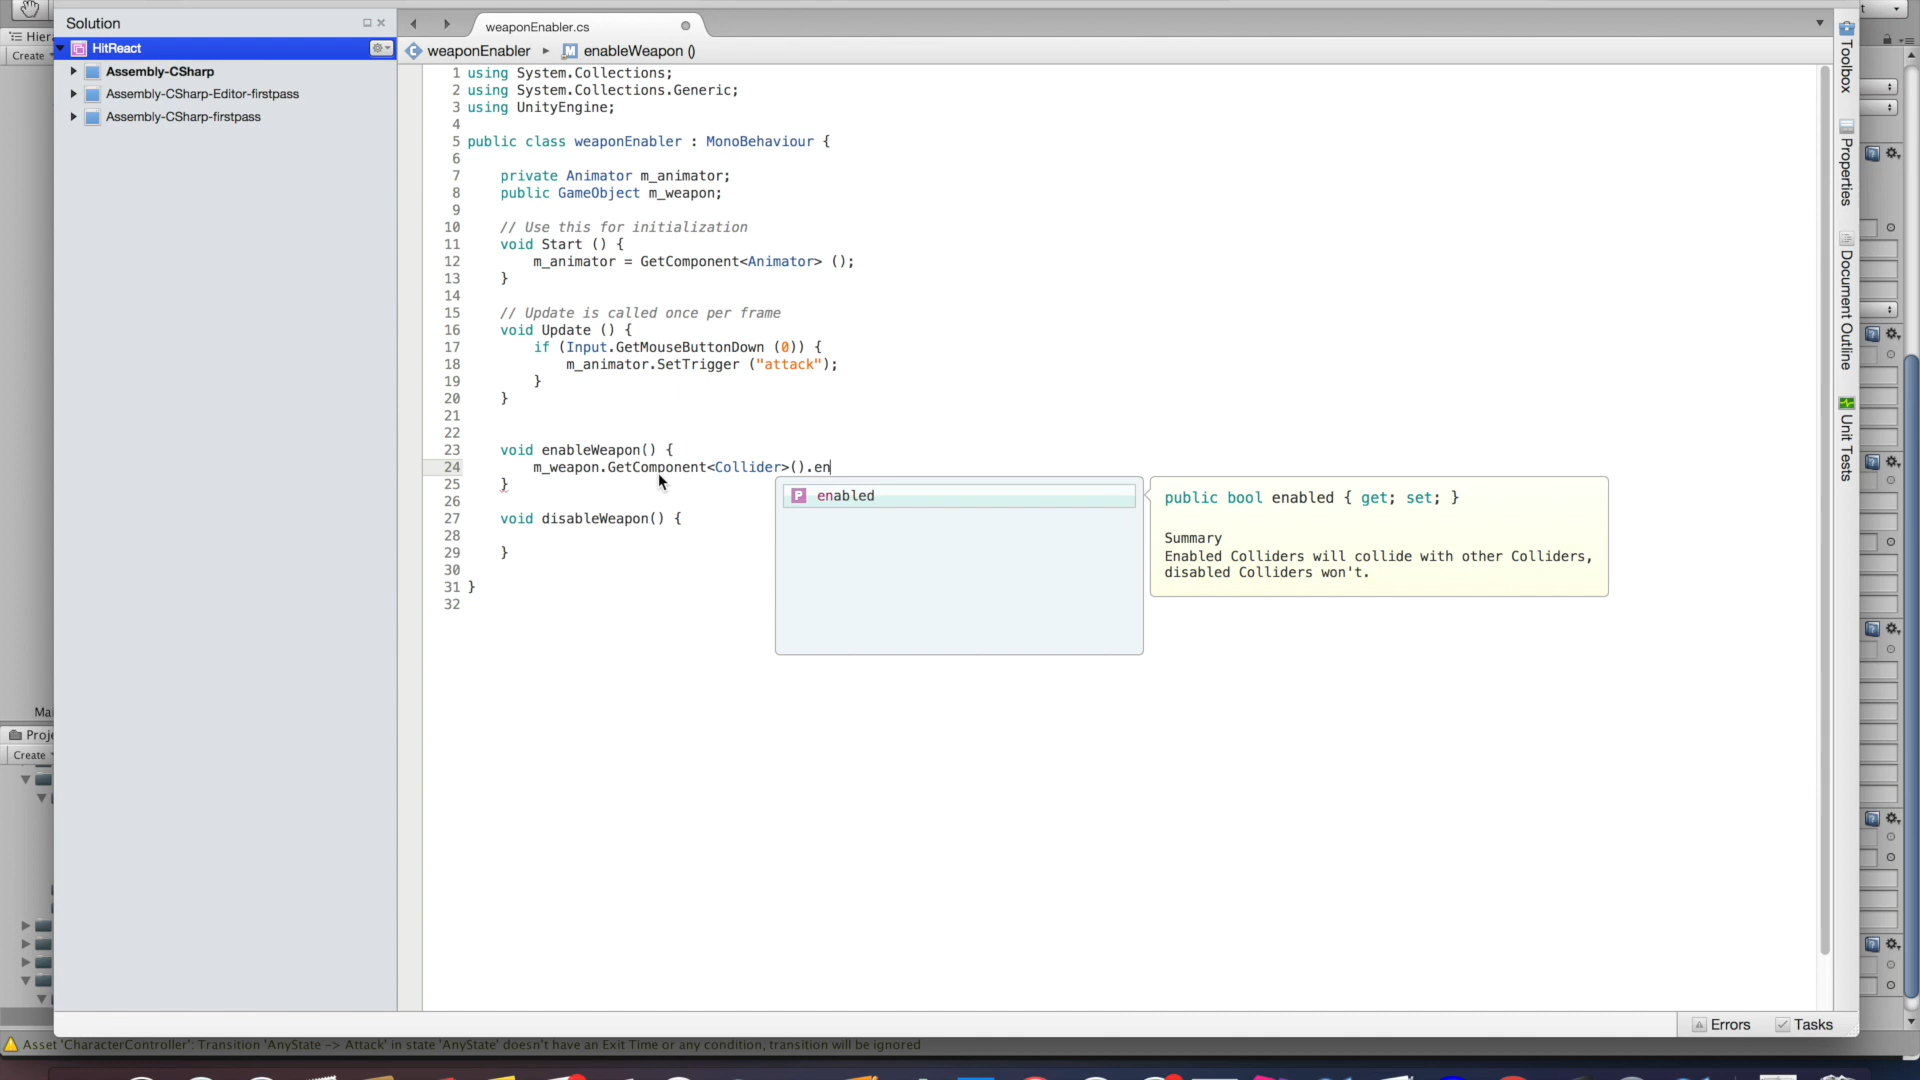 Solution
HitReact
Assembly-CSharp
Assembly-CSharp-Editor-firstpass
Assembly-CSharp-firstpass
Hiera
Create
Mai
Proje
Create
weaponEnabler.cs
weaponEnabler ▸ M enableWeapon ()
1 using System.Collections;
2 using System.Collections.Generic;
3 using UnityEngine;
4
5 public class weaponEnabler : MonoBehaviour {
6
7 private Animator m_animator;
8 public GameObject m_weapon;
9
10 // Use this for initialization
11 void Start () {
12 m_animator = GetComponent<Animator> ();
13 }
14
15 // Update is called once per frame
16 void Update () {
17 if (Input.GetMouseButtonDown (0)) {
18 m_animator.SetTrigger ("attack");
19 }
20 }
21
22
23 void enableWeapon() {
24 m_weapon.GetComponent<Collider>().en
25 }
26
27 void disableWeapon() {
28
29 }
30
31 }
32
P enabled
public bool enabled { get; set; }
Summary
Enabled Colliders will collide with other Colliders,
disabled Colliders won't.
Toolbox
Properties
Document Outline
Unit Tests
Errors
Tasks
Asset 'CharacterController': Transition 'AnyState -> Attack' in state 'AnyState' doesn't have an Exit Time or any condition, transition will be ignored